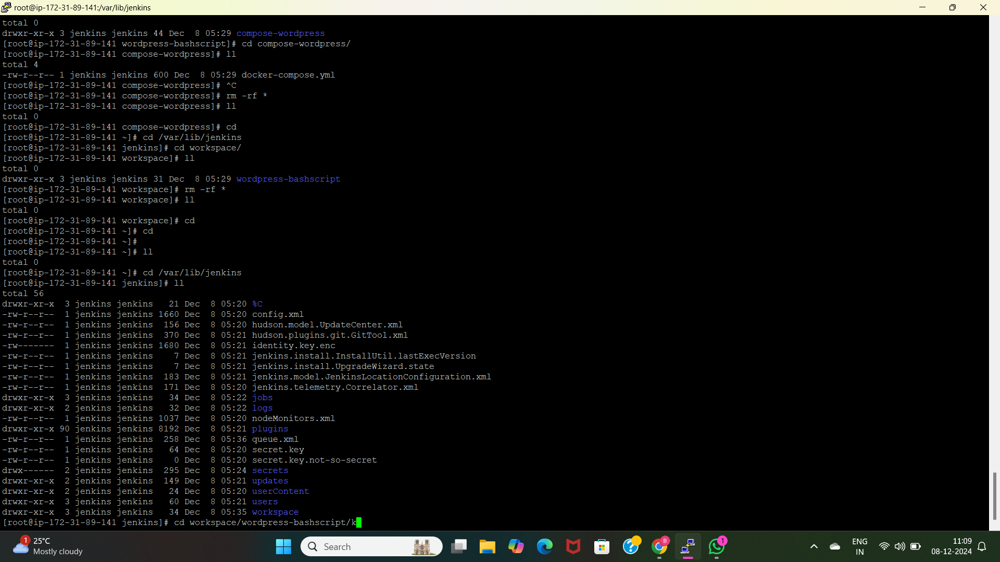 root@ip-172-31-89-141:/var/lib/jenkins
total 0
drwxr-xr-x 3 jenkins jenkins 44 Dec  8 05:29 compose-wordpress
[root@ip-172-31-89-141 wordpress-bashscript]# cd compose-wordpress/
[root@ip-172-31-89-141 compose-wordpress]# ll
total 4
-rw-r--r-- 1 jenkins jenkins 600 Dec  8 05:29 docker-compose.yml
[root@ip-172-31-89-141 compose-wordpress]# ^C
[root@ip-172-31-89-141 compose-wordpress]# rm -rf *
[root@ip-172-31-89-141 compose-wordpress]# ll
total 0
[root@ip-172-31-89-141 compose-wordpress]# cd
[root@ip-172-31-89-141 ~]# cd /var/lib/jenkins
[root@ip-172-31-89-141 jenkins]# cd workspace/
[root@ip-172-31-89-141 workspace]# ll
total 0
drwxr-xr-x 3 jenkins jenkins 31 Dec  8 05:29 wordpress-bashscript
[root@ip-172-31-89-141 workspace]# rm -rf *
[root@ip-172-31-89-141 workspace]# ll
total 0
[root@ip-172-31-89-141 workspace]# cd
[root@ip-172-31-89-141 ~]# cd
[root@ip-172-31-89-141 ~]#
[root@ip-172-31-89-141 ~]# ll
total 0
[root@ip-172-31-89-141 ~]# cd /var/lib/jenkins
[root@ip-172-31-89-141 jenkins]# ll
total 56
drwxr-xr-x  3 jenkins jenkins   21 Dec  8 05:20 %C
-rw-r--r--  1 jenkins jenkins 1660 Dec  8 05:20 config.xml
-rw-r--r--  1 jenkins jenkins  156 Dec  8 05:20 hudson.model.UpdateCenter.xml
-rw-r--r--  1 jenkins jenkins  370 Dec  8 05:21 hudson.plugins.git.GitTool.xml
-rw-------  1 jenkins jenkins 1680 Dec  8 05:21 identity.key.enc
-rw-r--r--  1 jenkins jenkins    7 Dec  8 05:21 jenkins.install.InstallUtil.lastExecVersion
-rw-r--r--  1 jenkins jenkins    7 Dec  8 05:21 jenkins.install.UpgradeWizard.state
-rw-r--r--  1 jenkins jenkins  183 Dec  8 05:21 jenkins.model.JenkinsLocationConfiguration.xml
-rw-r--r--  1 jenkins jenkins  171 Dec  8 05:20 jenkins.telemetry.Correlator.xml
drwxr-xr-x  3 jenkins jenkins   34 Dec  8 05:22 jobs
drwxr-xr-x  2 jenkins jenkins   32 Dec  8 05:22 logs
-rw-r--r--  1 jenkins jenkins 1037 Dec  8 05:20 nodeMonitors.xml
drwxr-xr-x 90 jenkins jenkins 8192 Dec  8 05:21 plugins
-rw-r--r--  1 jenkins jenkins  258 Dec  8 05:36 queue.xml
-rw-r--r--  1 jenkins jenkins   64 Dec  8 05:20 secret.key
-rw-r--r--  1 jenkins jenkins    0 Dec  8 05:20 secret.key.not-so-secret
drwx------  2 jenkins jenkins  295 Dec  8 05:24 secrets
drwxr-xr-x  2 jenkins jenkins  149 Dec  8 05:21 updates
drwxr-xr-x  2 jenkins jenkins   24 Dec  8 05:20 userContent
drwxr-xr-x  3 jenkins jenkins   60 Dec  8 05:21 users
drwxr-xr-x  3 jenkins jenkins   34 Dec  8 05:35 workspace
[root@ip-172-31-89-141 jenkins]# cd workspace/wordpress-bashscript/k
1
25°C
Mostly cloudy
Search
B
1
ENG
IN
11:09
08-12-2024